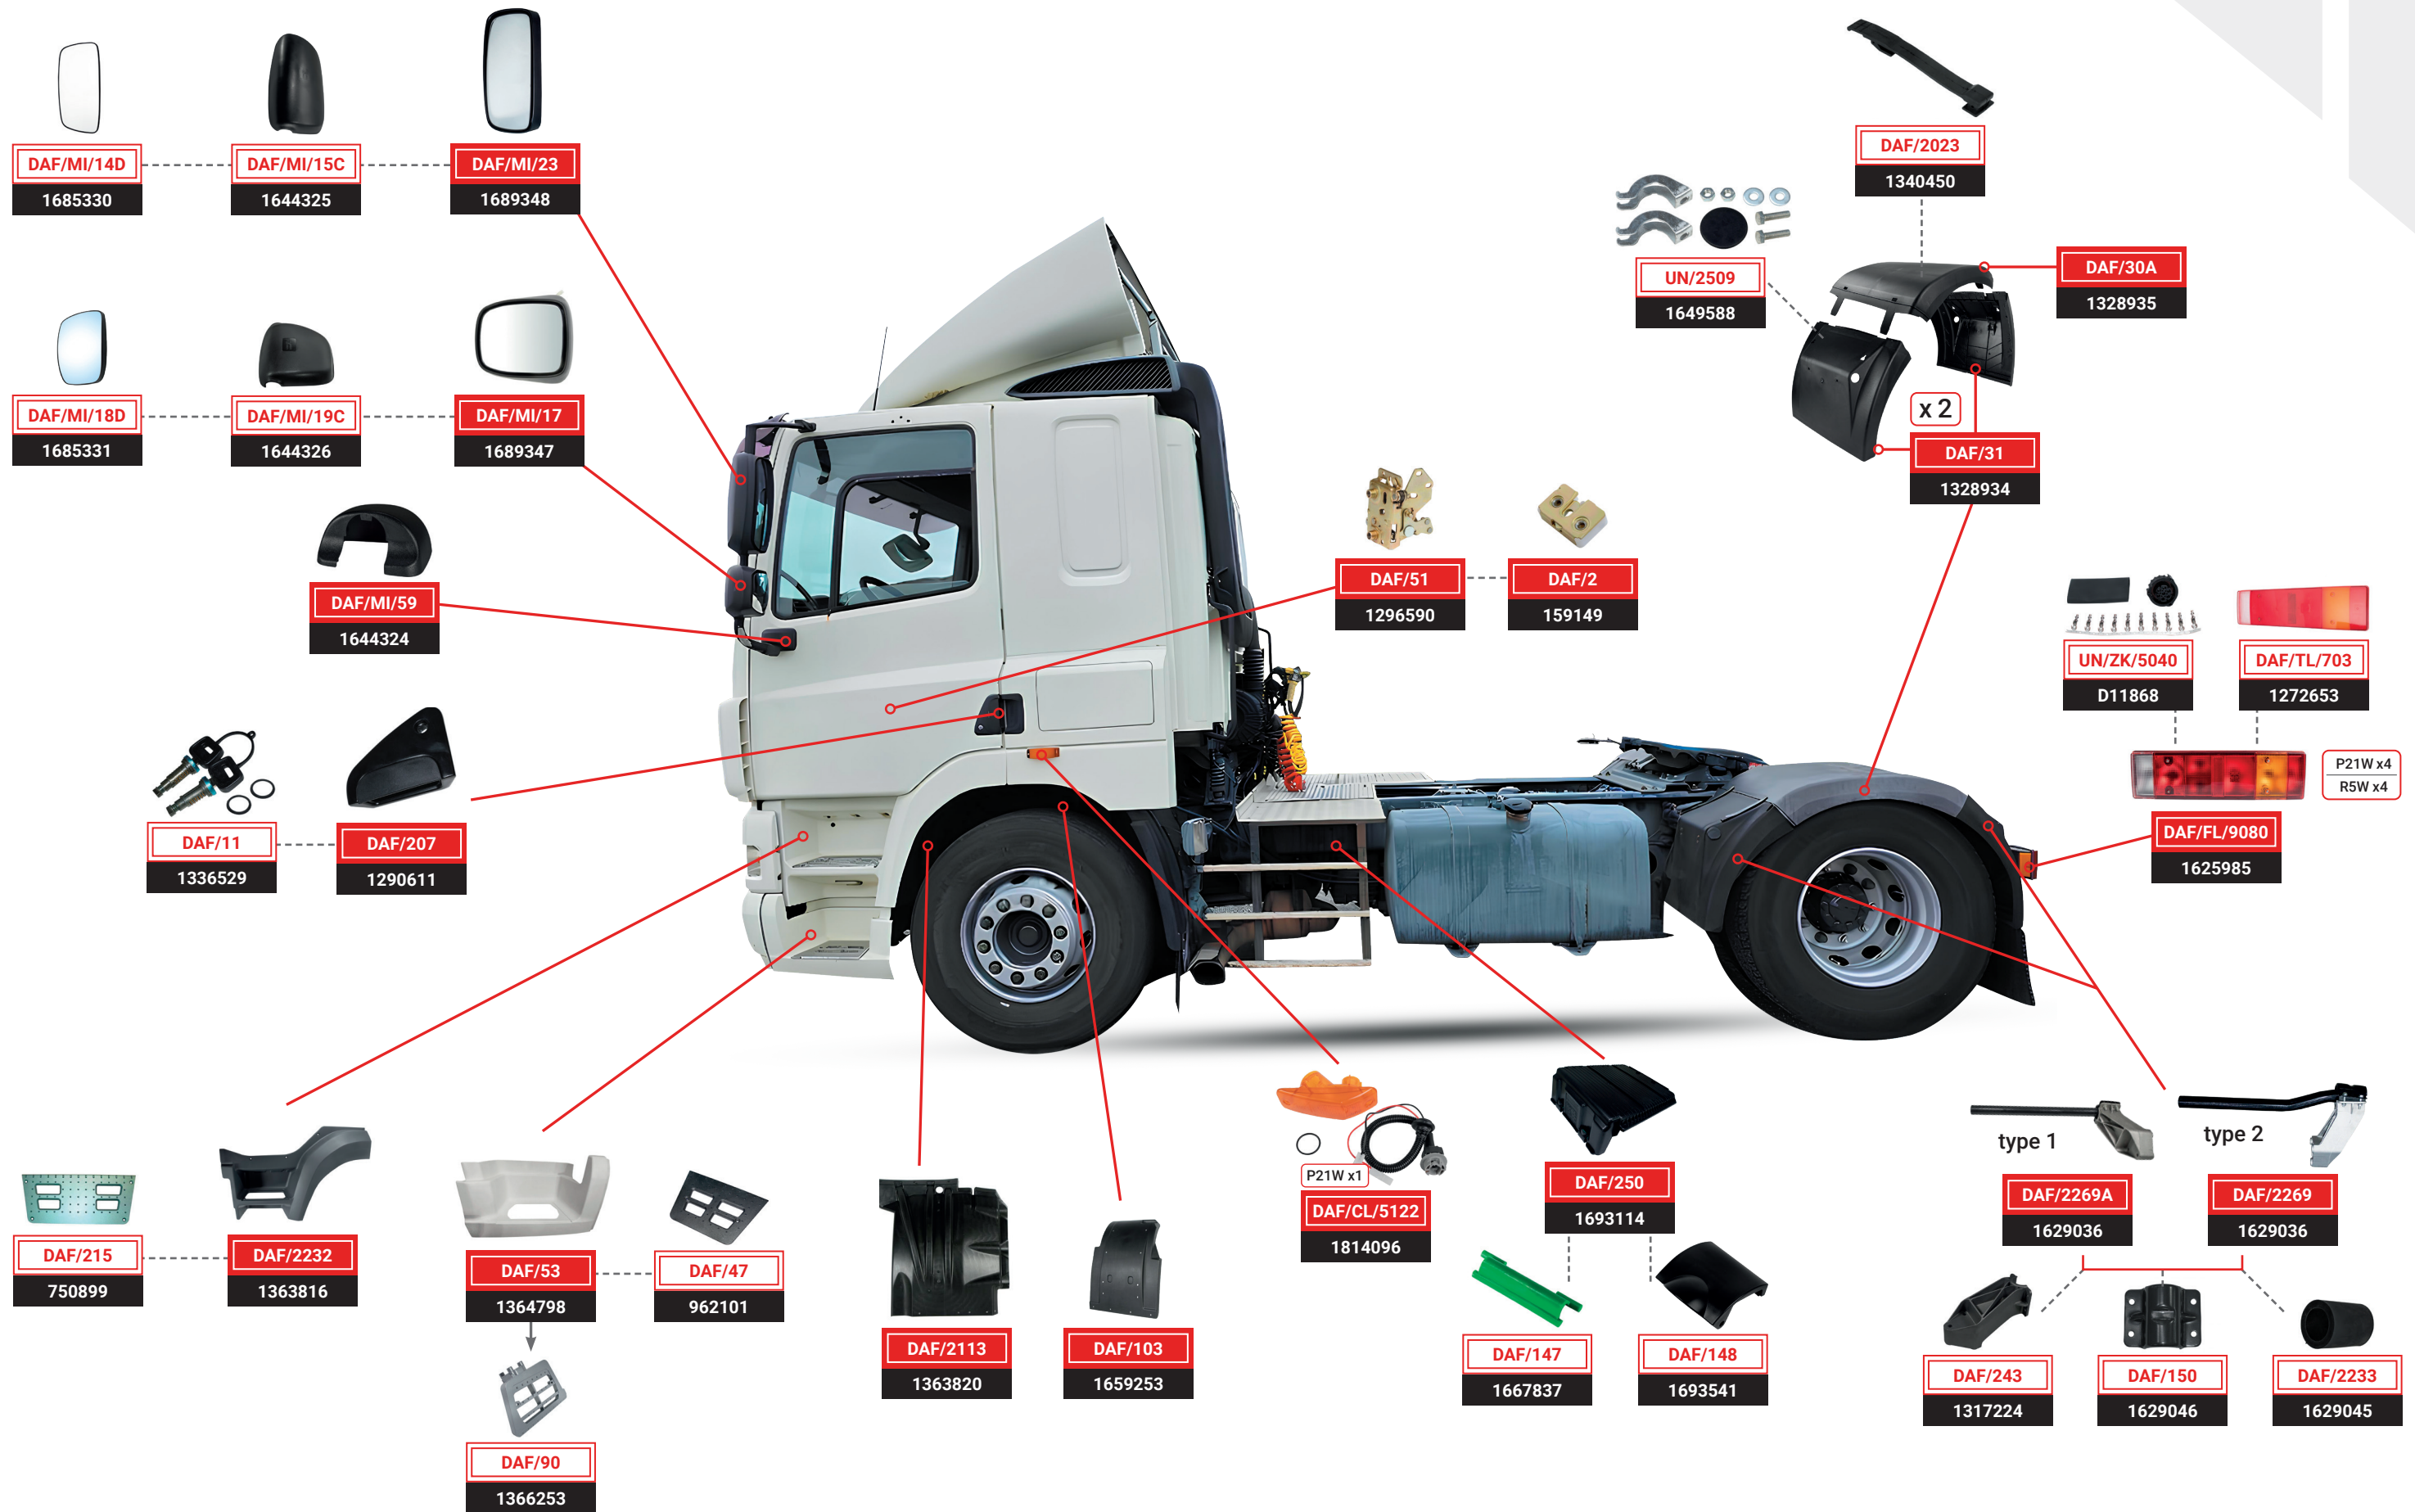 DAF/MI/14D
1685330
DAF/MI/15C
1644325
DAF/MI/23
1689348
DAF/2023
1340450
UN/2509
1649588
DAF/30A
1328935
DAF/MI/18D
1685331
DAF/MI/19C
1644326
DAF/MI/17
1689347
x 2
DAF/31
1328934
DAF/MI/59
1644324
DAF/51
1296590
DAF/2
159149
UN/ZK/5040
D11868
DAF/TL/703
1272653
P21W x4
R5W x4
DAF/FL/9080
1625985
DAF/11
1336529
DAF/207
1290611
DAF/215
750899
DAF/2232
1363816
DAF/53
1364798
DAF/47
962101
DAF/90
1366253
DAF/2113
1363820
DAF/103
1659253
P21W x1
DAF/CL/5122
1814096
DAF/250
1693114
DAF/147
1667837
DAF/148
1693541
type 1
type 2
DAF/2269A
1629036
DAF/2269
1629036
DAF/243
1317224
DAF/150
1629046
DAF/2233
1629045